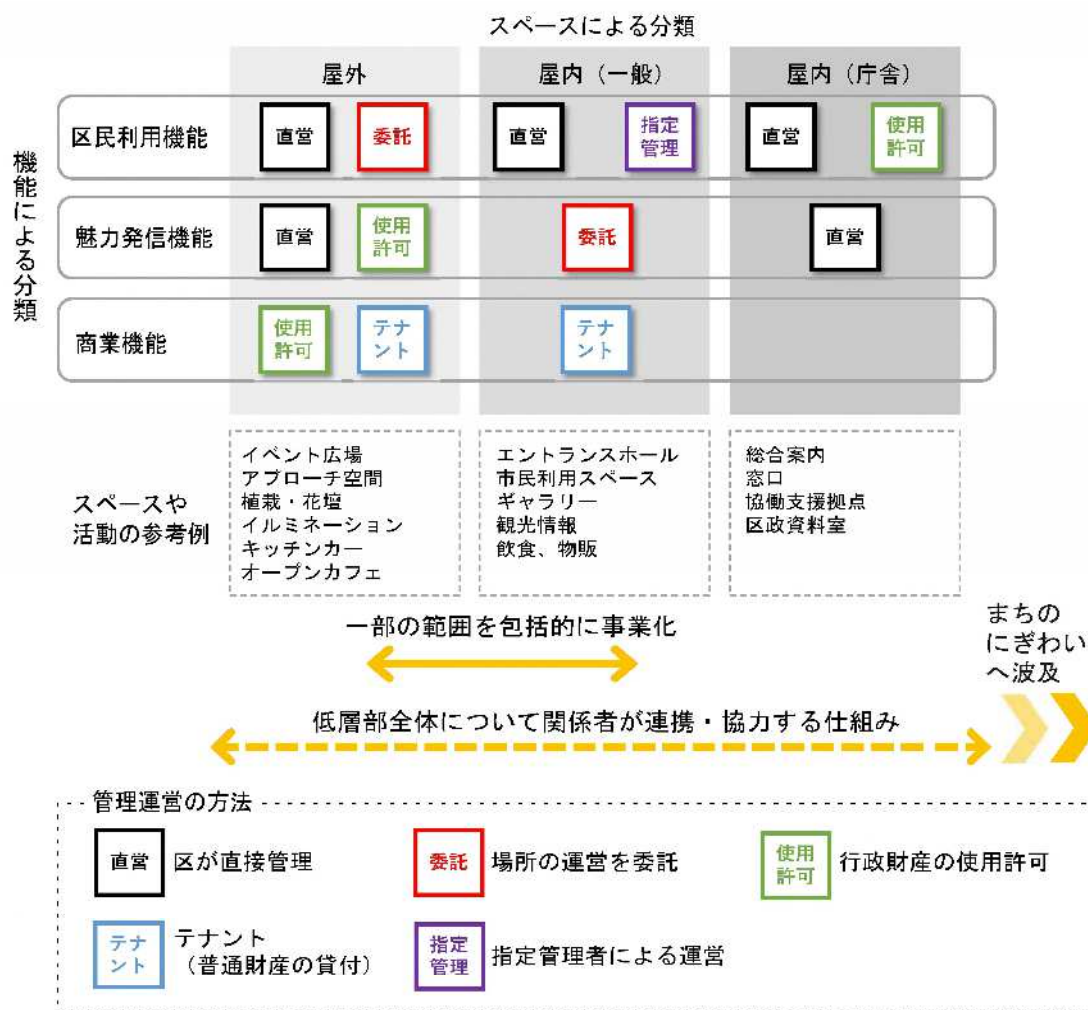 スペースによる分類
屋外
屋内（一般）
屋内（庁舎）
機能による分類
区民利用機能
直営
委託
直営
指定
管理
直営
使用
許可
魅力発信機能
直営
使用
許可
委託
直営
商業機能
使用
許可
テナ
ント
テナ
ント
スペースや
活動の参考例
イベント広場
アプローチ空間
植栽・花壇
イルミネーション
キッチンカー
オープンカフェ
エントランスホール
市民利用スペース
ギャラリー
観光情報
飲食、物販
総合案内
窓口
協働支援拠点
区政資料室
一部の範囲を包括的に事業化
まちの
にぎわい
へ波及
低層部全体について関係者が連携・協力する仕組み
管理運営の方法
直営
区が直接管理
委託
場所の運営を委託
使用
許可
行政財産の使用許可
テナ
ント
テナント
（普通財産の貸付）
指定
管理
指定管理者による運営